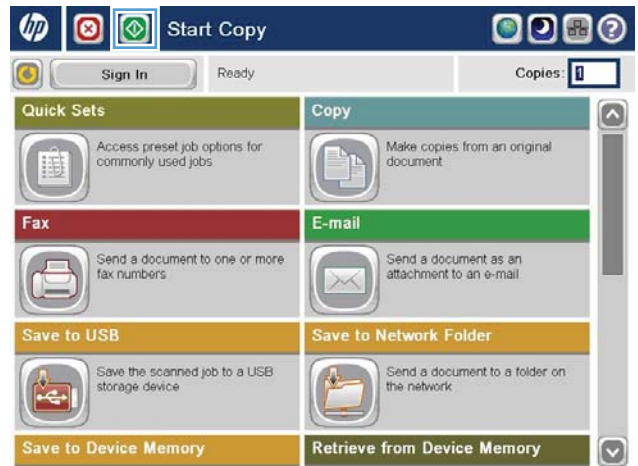 hp
Start Copy
?
Sign In
Ready
Copies: 1
Quick Sets
Access preset job options for
commonly used jobs
Copy
Make copies from an original
document
Fax
Send a document to one or more
fax numbers
E-mail
Send a document as an
attachment to an e-mail
Save to USB
Save the scanned job to a USB
storage device
Save to Network Folder
Send a document to a folder on
the network
Save to Device Memory
Retrieve from Device Memory